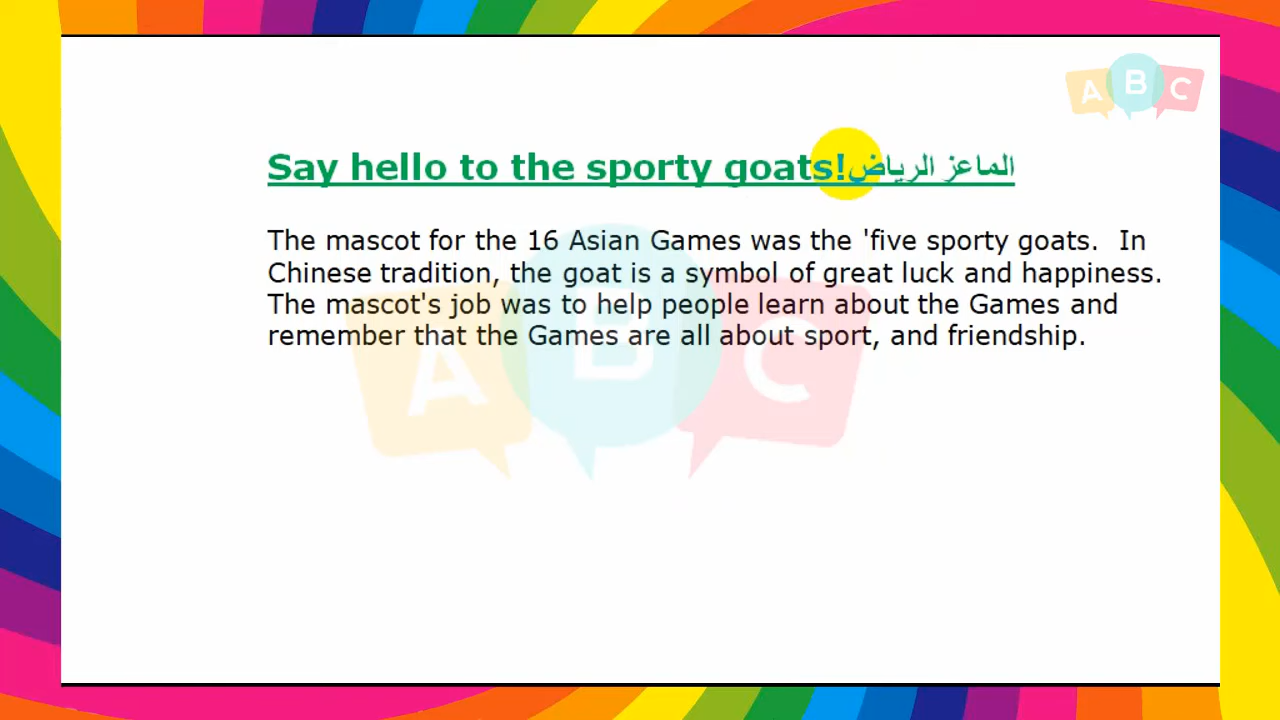 A B C
Say hello to the sporty goats!الماعز الرياض
The mascot for the 16 Asian Games was the 'five sporty goats.  In
Chinese tradition, the goat is a symbol of great luck and happiness.
The mascot's job was to help people learn about the Games and
remember that the Games are all about sport, and friendship.
A B C